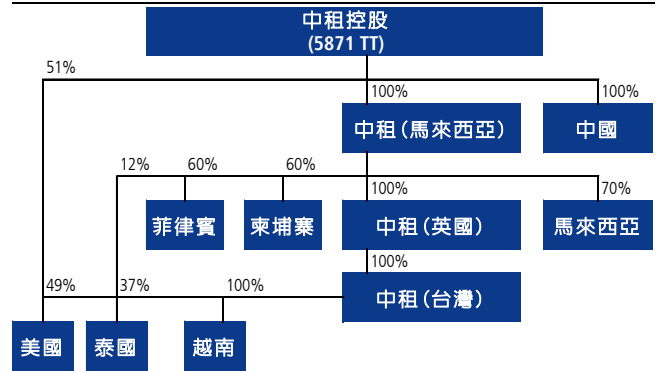 中租控股
(5871 TT)
51%
100%
100%
中租(馬來西亞)
中國
12%
60%
60%
100%
70%
菲律賓
柬埔寨
中租(英國)
馬來西亞
100%
49%
37%
100%
中租(台灣)
美國
泰國
越南